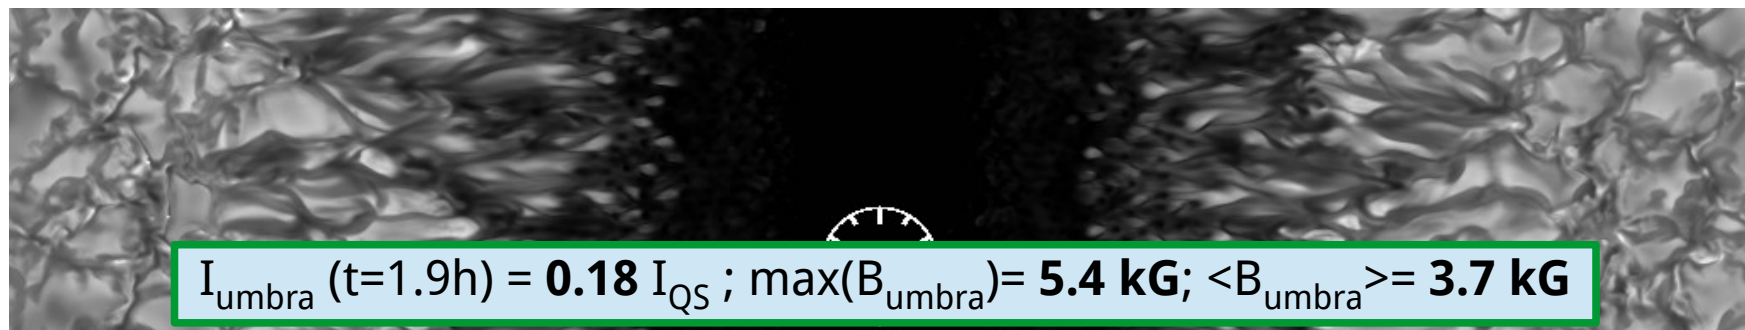 I_umbra (t=1.9h) = 0.18 I_QS ; max(B_umbra)= 5.4 kG; <B_umbra>= 3.7 kG